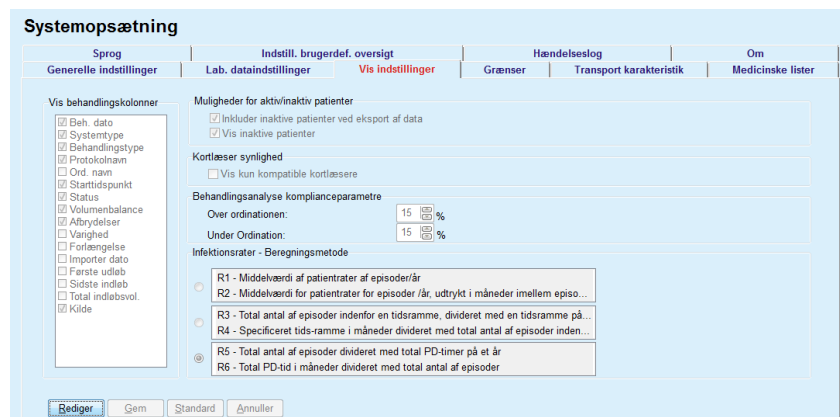 Systemopsætning
Sprog Indstill. brugerdef. oversigt Hændelseslog Om
Generelle indstillinger Lab. dataindstillinger Vis indstillinger Grænser Transport karakteristik Medicinske lister
Vis behandlingskolonner
Beh. dato
Systemtype
Behandlingstype
Protokolnavn
Ord. navn
Starttidspunkt
Status
Volumenbalance
Afbrydelser
Varighed
Forlængelse
Importer dato
Første udløb
Sidste indløb
Total indløbsvol.
Kilde
Muligheder for aktiv/inaktiv patienter
Inkluder inaktive patienter ved eksport af data
Vis inaktive patienter
Kortlæser synlighed
Vis kun kompatible kortlæsere
Behandlingsanalyse komplianceparametre
Over ordinationen: 15 %
Under Ordination: 15 %
Infektionsrater - Beregningsmetode
R1 - Middelværdi af patientrater af episoder/år
R2 - Middelværdi for patientrater for episoder /år, udtrykt i måneder imellem episo...
R3 - Total antal af episoder indenfor en tidsramme, divideret med en tidsramme på...
R4 - Specificeret tids-ramme i måneder divideret med total antal af episoder inden...
R5 - Total antal af episoder divideret med total PD-timer på et år
R6 - Total PD-tid i måneder divideret med total antal af episoder
Rediger Gem Standard Annuller